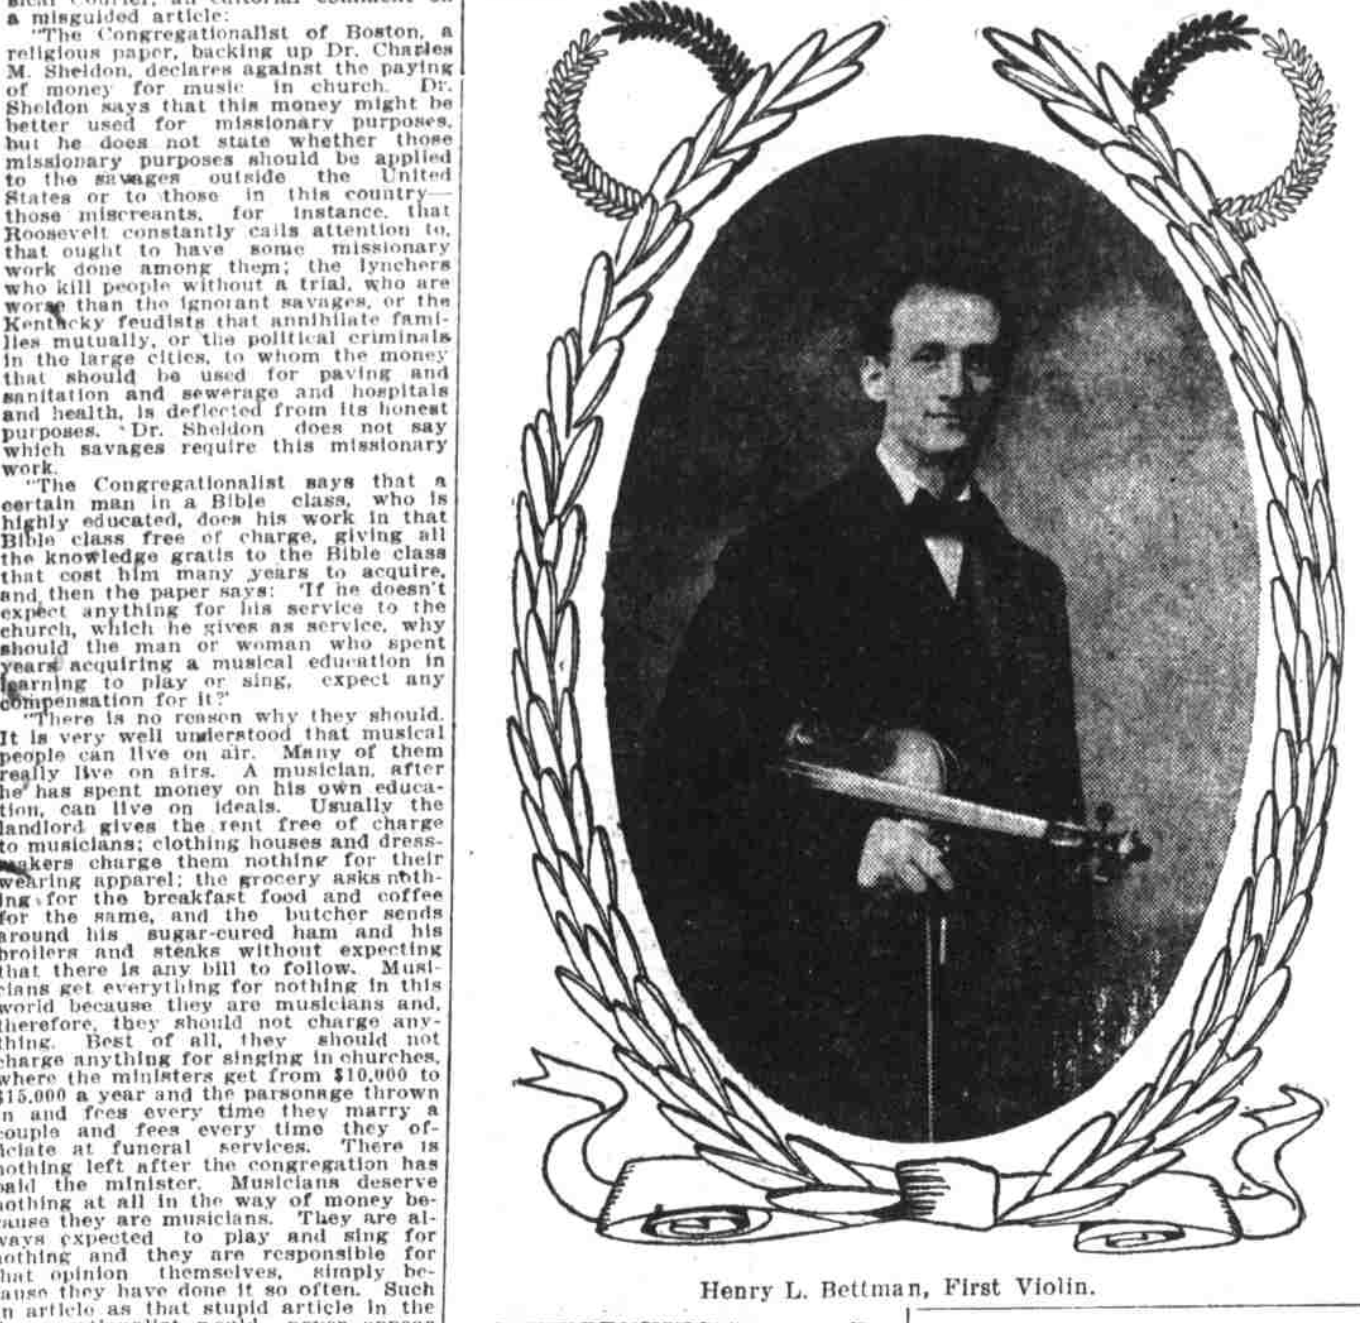 a misguided article:
"The Congregationalist of Boston, a
religious paper, backing up Dr. Charles
M. Sheldon, declares against the paying
of money for music in church. Dr.
Sheldon says that this money might be
better used for missionary purposes,
but he does not state whether those
missionary purposes should be applied
to the savages outside the United
States or to those in this country—
those miscreants, for instance, that
Roosevelt constantly calls attention to,
that ought to have some missionary
work done among them; the lynchers
who kill people without a trial, who are
worse than the ignorant savages, or the
Kentucky feudists that annihilate fami-
lies mutually, or the political criminals
in the large cities, to whom the money
that should be used for paving and
sanitation and sewerage and hospitals
and health, is deflected from its honest
purposes. Dr. Sheldon does not say
which savages require this missionary
work.
"The Congregationalist says that a
certain man in a Bible class, who is
highly educated, does his work in that
Bible class free of charge, giving all
the knowledge gratis to the Bible class
that cost him many years to acquire,
and then the paper says: 'If he doesn't
expect anything for his service to the
church, which he gives as service, why
should the man or woman who spent
years acquiring a musical education in
learning to play or sing, expect any
compensation for it?'
"There is no reason why they should.
It is very well understood that musical
people can live on air. Many of them
really live on airs. A musician, after
he has spent money on his own educa-
tion, can live on ideals. Usually the
landlord gives the rent free of charge
to musicians; clothing houses and dress-
makers charge them nothing for their
wearing apparel; the grocery asks noth-
ing for the breakfast food and coffee
for the same, and the butcher sends
around his sugar-cured ham and his
broilers and steaks without expecting
that there is any bill to follow. Musi-
cians get everything for nothing in this
world because they are musicians and,
therefore, they should not charge any-
thing. Best of all, they should not
charge anything for singing in churches,
where the ministers get from $10,000 to
$15,000 a year and the parsonage thrown
in and fees every time they marry a
couple and fees every time they of-
ficiate at funeral services. There is
nothing left after the congregation has
paid the minister. Musicians deserve
nothing at all in the way of money be-
cause they are musicians. They are al-
ways expected to play and sing for
nothing and they are responsible for
that opinion themselves, simply be-
cause they have done it so often. Such
an article as that stupid article in the
Henry L. Bettman, First Violin.